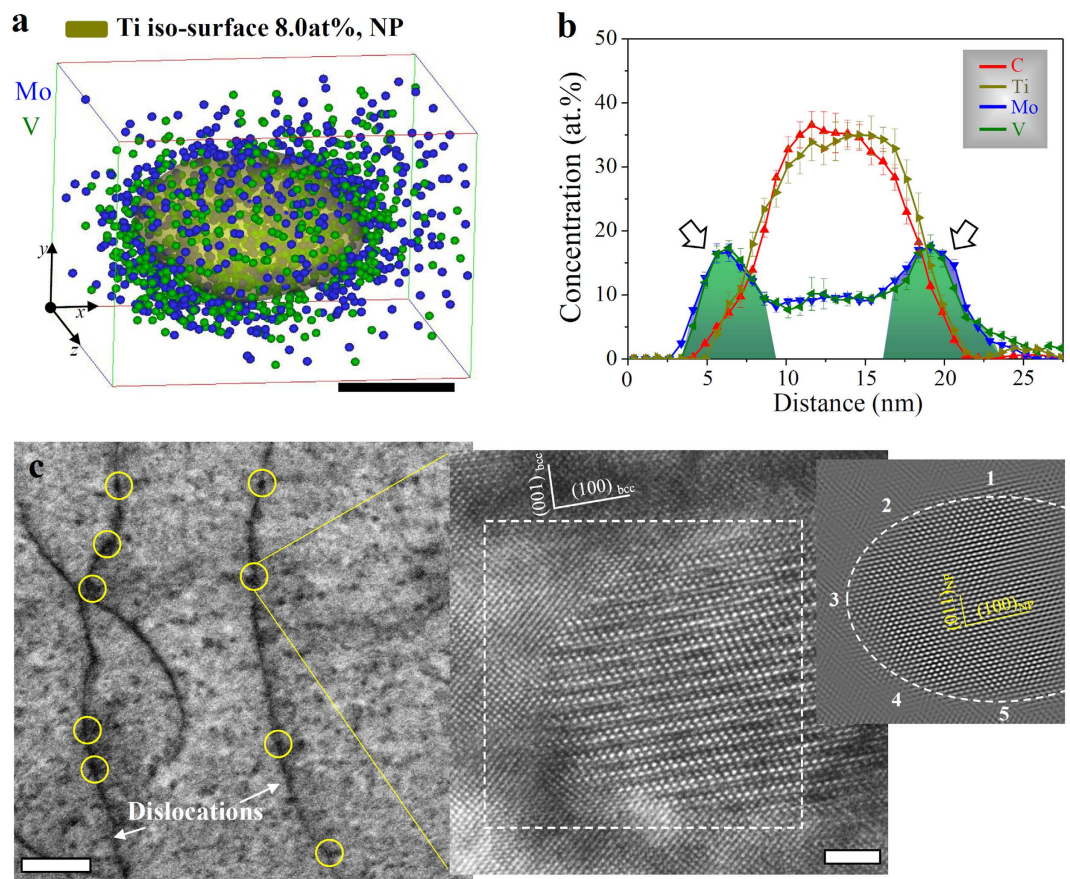 a
Ti iso-surface 8.0at%, NP
Mo
V
y
x
z
b
50
40
30
20
10
0
Concentration (at.%)
C
Ti
Mo
V
0 5 10 15 20 25
Distance (nm)
c
Dislocations
(001) bcc
(100) bcc
1
2
3
4
5
(011)NP
(100)NP